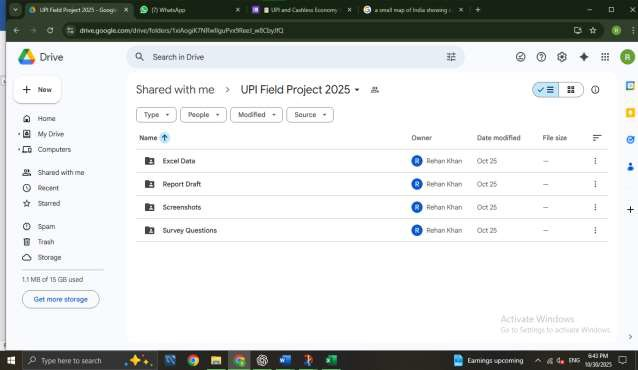 UPI Field Project 2025 - Googl
(7) WhatsApp
UPI and Cashless Economy
a small map of India showing
drive.google.com/drive/folders/
Drive
Search in Drive
R
New
Shared with me > UPI Field Project 2025
Type People Modified Source
Home
My Drive
Computers
Shared with me
Recent
Starred
Spam
Trash
Storage
1.1 MB of 15 GB used
Get more storage
Name Owner Date modified File size
Excel Data R Rehan Khan Oct 25 —
Report Draft R Rehan Khan Oct 25 —
Screenshots R Rehan Khan Oct 25 —
Survey Questions R Rehan Khan Oct 25 —
Activate Windows
Go to Settings to activate Windows.
Type here to search
Earnings upcoming
ENG
6:43 PM
10/30/2025